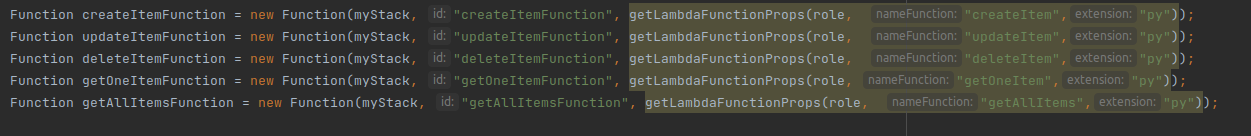 Function createItemFunction = new Function(myStack, id: "createItemFunction", getLambdaFunctionProps(role, nameFunction: "createItem", extension: "py"));
Function updateItemFunction = new Function(myStack, id: "updateItemFunction", getLambdaFunctionProps(role, nameFunction: "updateItem", extension: "py"));
Function deleteItemFunction = new Function(myStack, id: "deleteItemFunction", getLambdaFunctionProps(role, nameFunction: "deleteItem", extension: "py"));
Function getOneItemFunction = new Function(myStack, id: "getOneItemFunction", getLambdaFunctionProps(role, nameFunction: "getOneItem", extension: "py"));
Function getAllItemsFunction = new Function(myStack, id: "getAllItemsFunction", getLambdaFunctionProps(role, nameFunction: "getAllItems", extension: "py"));